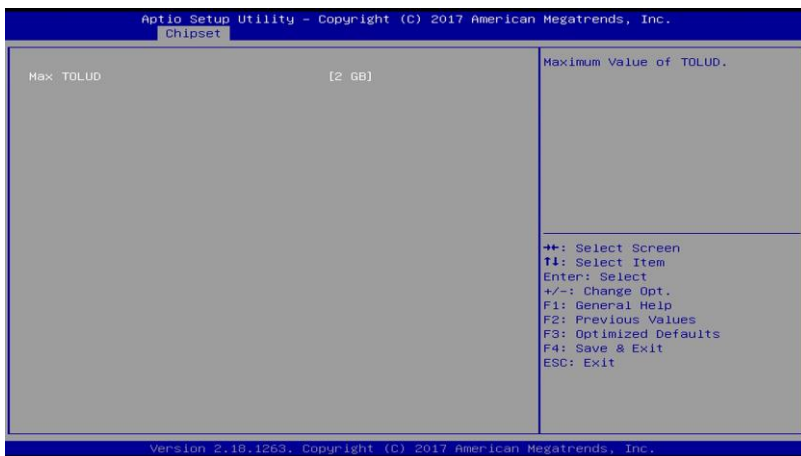 Aptio Setup Utility – Copyright (C) 2017 American Megatrends, Inc.
Chipset
Max TOLUD [2 GB]
Maximum Value of TOLUD.
→←: Select Screen
↑↓: Select Item
Enter: Select
+/-: Change Opt.
F1: General Help
F2: Previous Values
F3: Optimized Defaults
F4: Save & Exit
ESC: Exit
Version 2.18.1263. Copyright (C) 2017 American Megatrends, Inc.